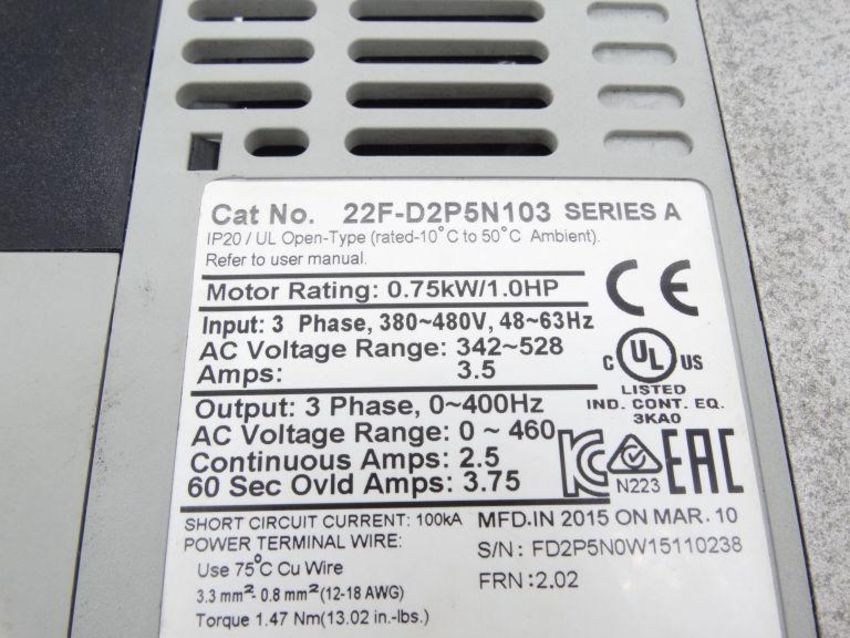 Cat No. 22F-D2P5N103 SERIES A
IP20 / UL Open-Type (rated-10°C to 50°C Ambient).
Refer to user manual.
Motor Rating: 0.75kW/1.0HP
CE
Input: 3 Phase, 380~480V, 48~63Hz
AC Voltage Range: 342~528
Amps: 3.5
C UL US
LISTED
IND. CONT. EQ.
3KA0
Output: 3 Phase, 0~400Hz
AC Voltage Range: 0 ~ 460
Continuous Amps: 2.5
60 Sec Ovld Amps: 3.75
KC
N223
EAC
SHORT CIRCUIT CURRENT: 100kA
POWER TERMINAL WIRE:
Use 75°C Cu Wire
3.3 mm²- 0.8 mm²(12-18 AWG)
Torque 1.47 Nm(13.02 in.-lbs.)
MFD.IN 2015 ON MAR. 10
S/N: FD2P5N0W15110238
FRN:2.02